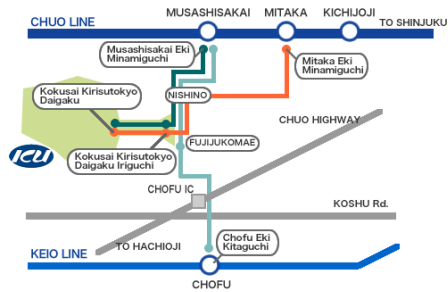 CHUO LINE
MUSASHISAKAI
MITAKA
KICHIJOJI
TO SHINJUKU
Musashisakai Eki
Minamiguchi
Mitaka Eki
Minamiguchi
Kokusai Kirisutokyo
Daigaku
NISHINO
CHUO HIGHWAY
FUJIJUKOMAE
ICU
Kokusai Kirisutokyo
Daigaku Iriguchi
CHOFU IC
KOSHU Rd.
TO HACHIOJI
Chofu Eki
Kitaguchi
KEIO LINE
CHOFU